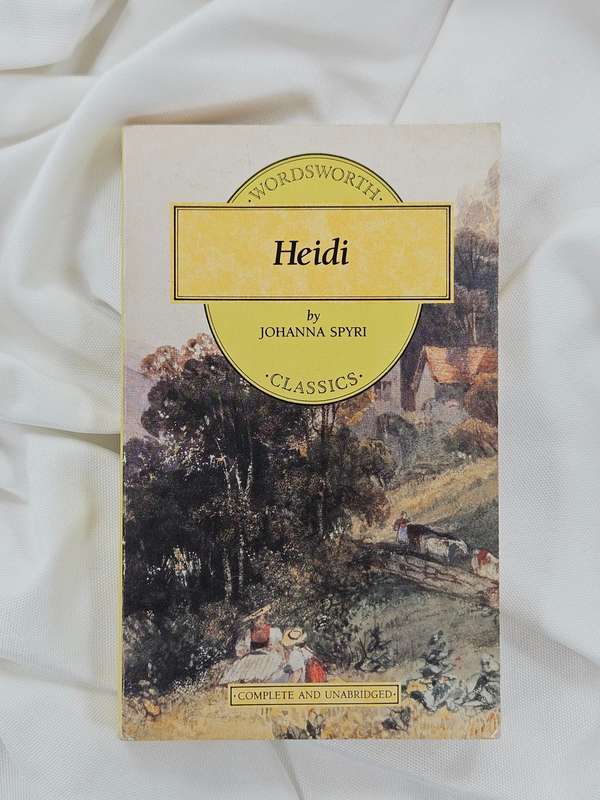 ·WORDSWORTH·
Heidi
by
JOHANNA SPYRI
·CLASSICS·
·COMPLETE AND UNABRIDGED·